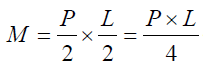 M = P/2 × L/2 = P × L/4